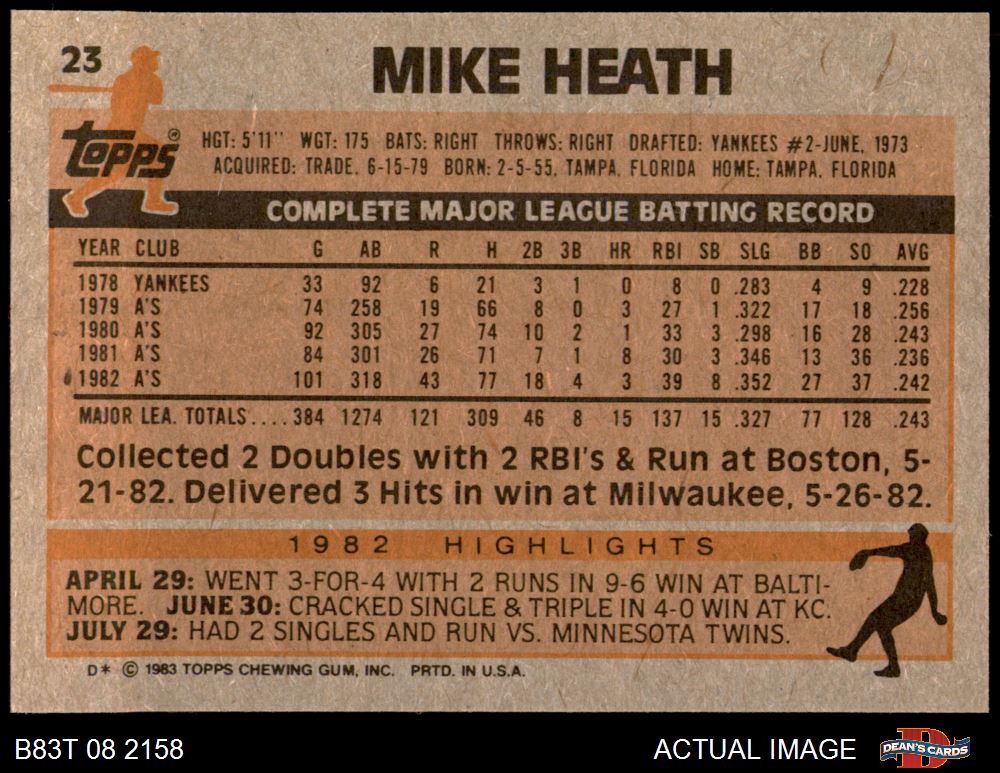 23
MIKE HEATH
Topps®
HGT: 5'11" WGT: 175 BATS: RIGHT THROWS: RIGHT DRAFTED: YANKEES #2-JUNE, 1973
ACQUIRED: TRADE, 6-15-79 BORN: 2-5-55, TAMPA, FLORIDA HOME: TAMPA, FLORIDA
COMPLETE MAJOR LEAGUE BATTING RECORD
YEAR CLUB G AB R H 2B 3B HR RBI SB SLG BB SO AVG
1978 YANKEES 33 92 6 21 3 1 0 8 0 .283 4 9 .228
1979 A'S 74 258 19 66 8 0 3 27 1 .322 17 18 .256
1980 A'S 92 305 27 74 10 2 1 33 3 .298 16 28 .243
1981 A'S 84 301 26 71 7 1 8 30 3 .346 13 36 .236
1982 A'S 101 318 43 77 18 4 3 39 8 .352 27 37 .242
MAJOR LEA. TOTALS....384 1274 121 309 46 8 15 137 15 .327 77 128 .243
Collected 2 Doubles with 2 RBI's & Run at Boston, 5-
21-82. Delivered 3 Hits in win at Milwaukee, 5-26-82.
1982 HIGHLIGHTS
APRIL 29: WENT 3-FOR-4 WITH 2 RUNS IN 9-6 WIN AT BALTI-
MORE. JUNE 30: CRACKED SINGLE & TRIPLE IN 4-0 WIN AT KC.
JULY 29: HAD 2 SINGLES AND RUN VS. MINNESOTA TWINS.
D* © 1983 TOPPS CHEWING GUM, INC. PRTD. IN U.S.A.
B83T 08 2158 ACTUAL IMAGE DEAN'S CARDS